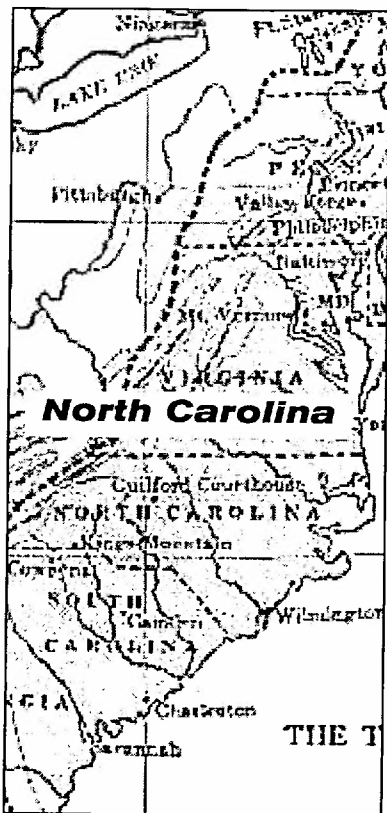 Niagara
LAKE ERIE
Pittsburgh
Valley Forge
Philadelphia
Baltimore
MD.
Mt. Vernon
VIRGINIA
North Carolina
Guilford Courthouse
NORTH CAROLINA
Kings Mountain
Cowpens
SOUTH
Camden
Wilmington
CAROLINA
GIA
Charleston
Savannah
THE T